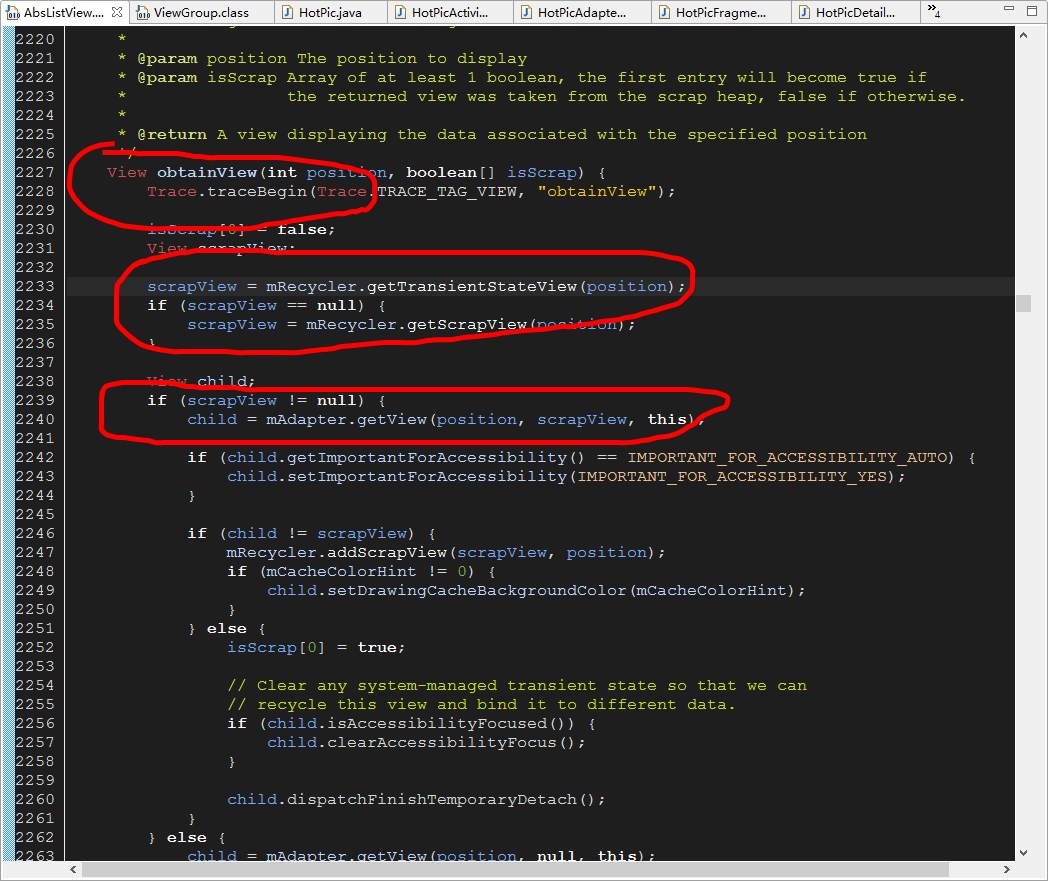 AbsListView.... ViewGroup.class HotPic.java HotPicActivi... HotPicAdapte... HotPicFragme... HotPicDetail... »4
2220 *
2221 * @param position The position to display
2222 * @param isScrap Array of at least 1 boolean, the first entry will become true if
2223 * the returned view was taken from the scrap heap, false if otherwise.
2224 *
2225 * @return A view displaying the data associated with the specified position
2226 */
2227 View obtainView(int position, boolean[] isScrap) {
2228 Trace.traceBegin(Trace.TRACE_TAG_VIEW, "obtainView");
2229
2230 isScrap[0] = false;
2231 View scrapView;
2232
2233 scrapView = mRecycler.getTransientStateView(position);
2234 if (scrapView == null) {
2235 scrapView = mRecycler.getScrapView(position);
2236 }
2237
2238 View child;
2239 if (scrapView != null) {
2240 child = mAdapter.getView(position, scrapView, this);
2241
2242 if (child.getImportantForAccessibility() == IMPORTANT_FOR_ACCESSIBILITY_AUTO) {
2243 child.setImportantForAccessibility(IMPORTANT_FOR_ACCESSIBILITY_YES);
2244 }
2245
2246 if (child != scrapView) {
2247 mRecycler.addScrapView(scrapView, position);
2248 if (mCacheColorHint != 0) {
2249 child.setDrawingCacheBackgroundColor(mCacheColorHint);
2250 }
2251 } else {
2252 isScrap[0] = true;
2253
2254 // Clear any system-managed transient state so that we can
2255 // recycle this view and bind it to different data.
2256 if (child.isAccessibilityFocused()) {
2257 child.clearAccessibilityFocus();
2258 }
2259
2260 child.dispatchFinishTemporaryDetach();
2261 }
2262 } else {
2263 child = mAdapter.getView(position, null, this);